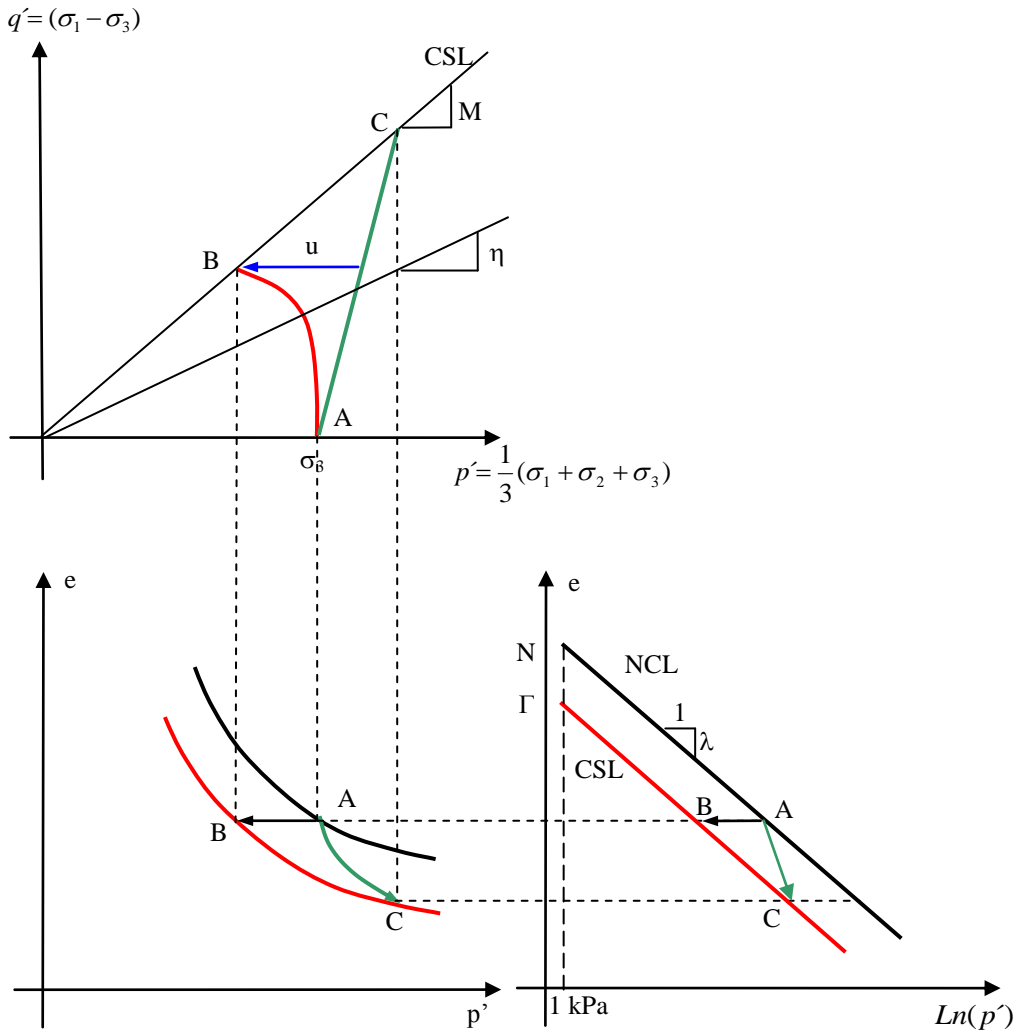 q´= (σ₁ − σ₃)
CSL
C
M
B
u
η
A
σ₃
p´= 1/3 (σ₁ + σ₂ + σ₃)
e
e
N
NCL
Γ
1
λ
CSL
A
B
B
A
C
C
p’
1 kPa
Ln(p´)